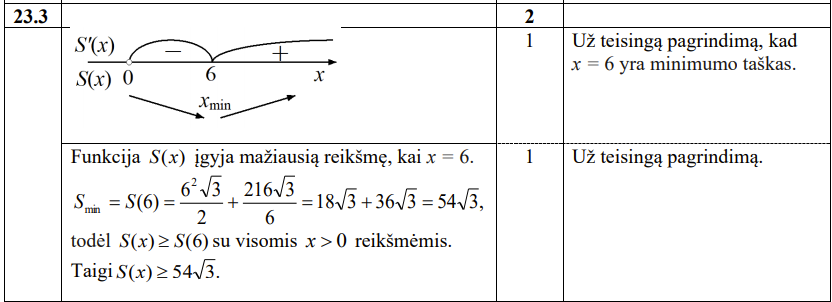 23.3 2
S′(x) − + 1 Už teisingą pagrindimą, kad
S(x) 0 6 x x = 6 yra minimumo taškas.
xmin
Funkcija S(x) įgyja mažiausią reikšmę, kai x = 6. 1 Už teisingą pagrindimą.
Smin = S(6) = 6²√3/2 + 216√3/6 = 18√3 + 36√3 = 54√3,
todėl S(x) ≥ S(6) su visomis x > 0 reikšmėmis.
Taigi S(x) ≥ 54√3.